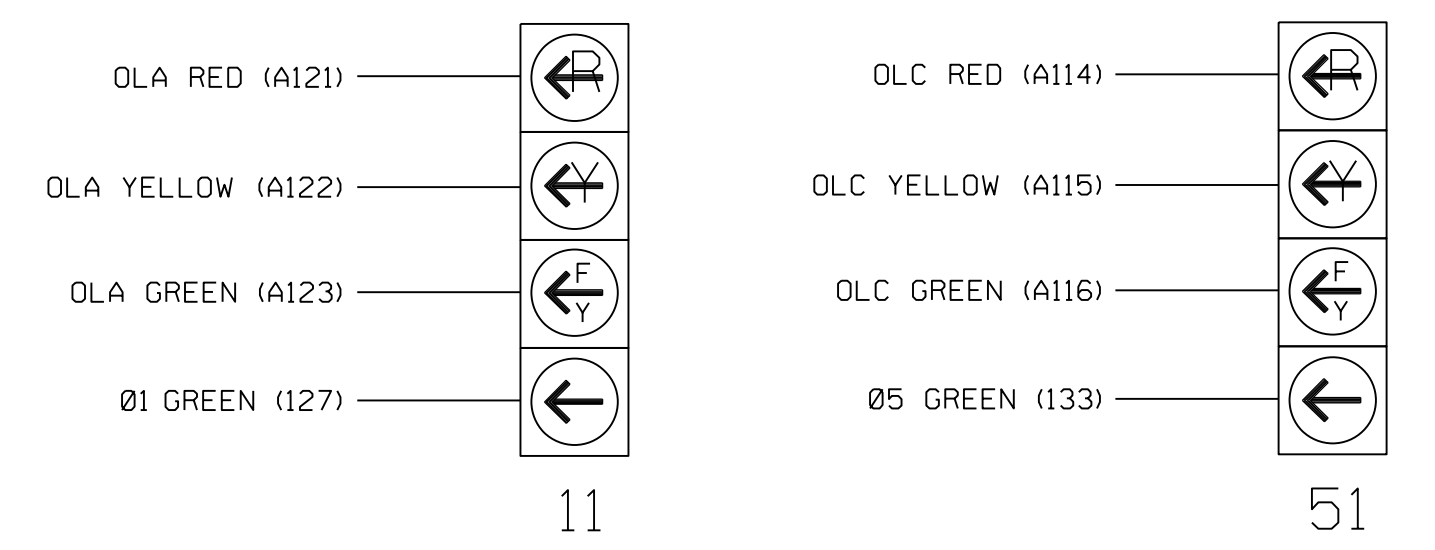 OLA RED (A121)
R
OLA YELLOW (A122)
Y
OLA GREEN (A123)
F
Y
Ø1 GREEN (127)
11
OLC RED (A114)
R
OLC YELLOW (A115)
Y
OLC GREEN (A116)
F
Y
Ø5 GREEN (133)
51